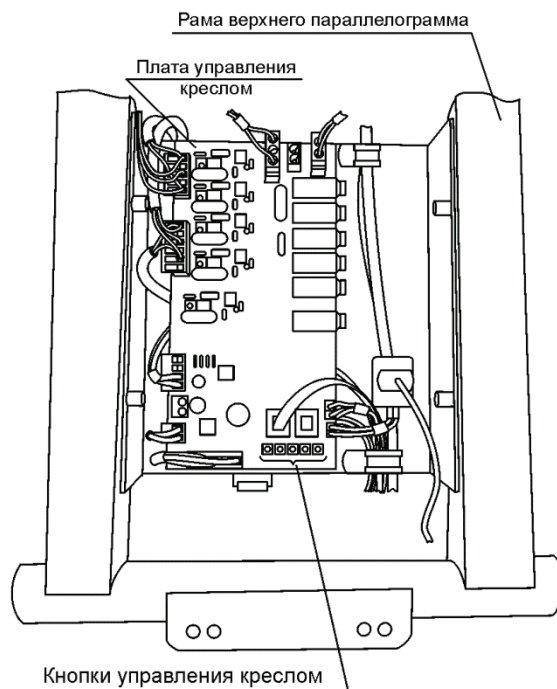 Рама верхнего параллелограмма
Плата управления
креслом
Кнопки управления креслом